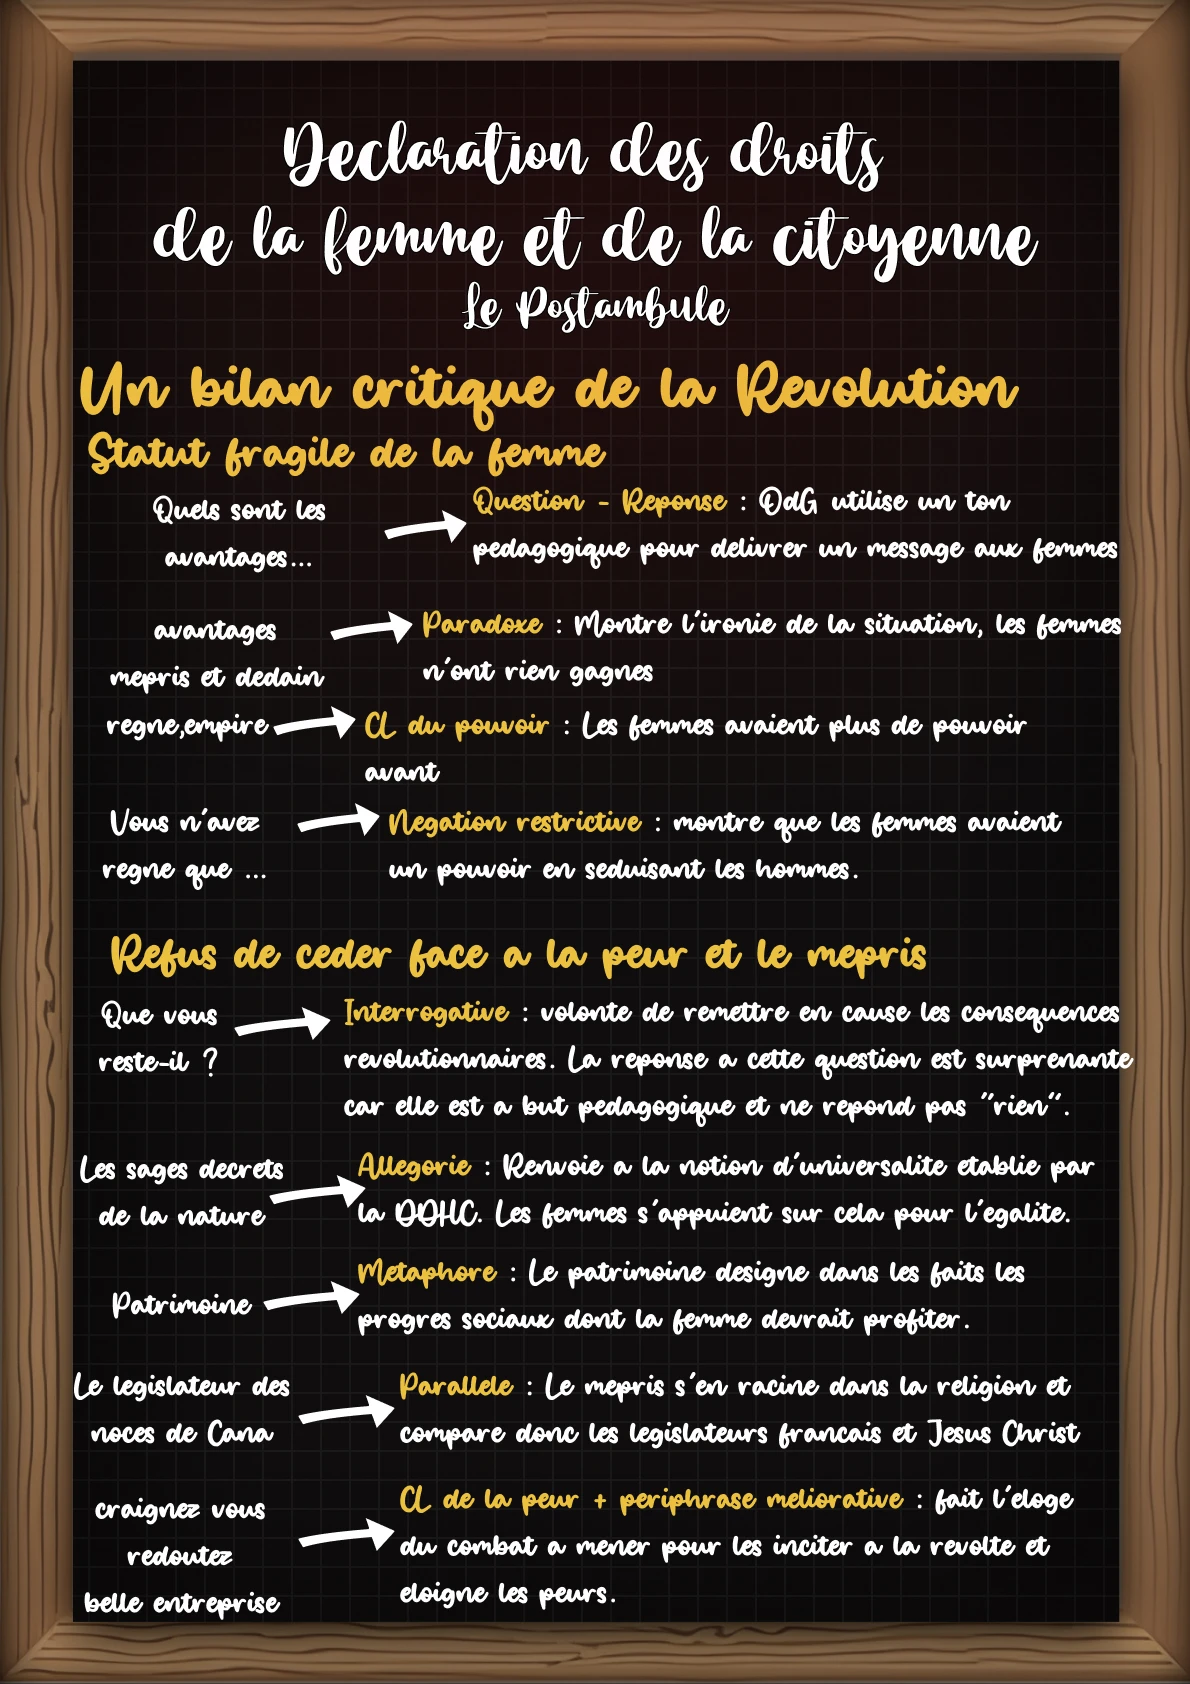 Declaration des droits
de la femme et de la citoyenne
Le Postambule
Un bilan critique de la Revolution
Statut fragile de la femme
Quels sont les
avantages...
Question - Reponse : OdG utilise un ton
pedagogique pour delivrer un message aux femmes
avantages
mepris et dedain
Paradoxe : Montre l'ironie de la situation, les femmes
n'ont rien gagnes
regne,empire
CL du pouvoir : Les femmes avaient plus de pouvoir
avant
Vous n'avez
regne que ...
Negation restrictive : montre que les femmes avaient
un pouvoir en seduisant les hommes.
Refus de ceder face a la peur et le mepris
Que vous
reste-il ?
Interrogative : volonte de remettre en cause les consequences
revolutionnaires. La reponse a cette question est surprenante
car elle est a but pedagogique et ne repond pas "rien".
Les sages decrets
de la nature
Allegorie : Renvoie a la notion d'universalite etablie par
la DDHC. Les femmes s'appuient sur cela pour l'egalite.
Patrimoine
Metaphore : Le patrimoine designe dans les faits les
progres sociaux dont la femme devrait profiter.
Le legislateur des
noces de Cana
Parallele : Le mepris s'en racine dans la religion et
compare donc les legislateurs francais et Jesus Christ
craignez vous
redoutez
belle entreprise
CL de la peur + periphrase meliorative : fait l'eloge
du combat a mener pour les inciter a la revolte et
eloigne les peurs.